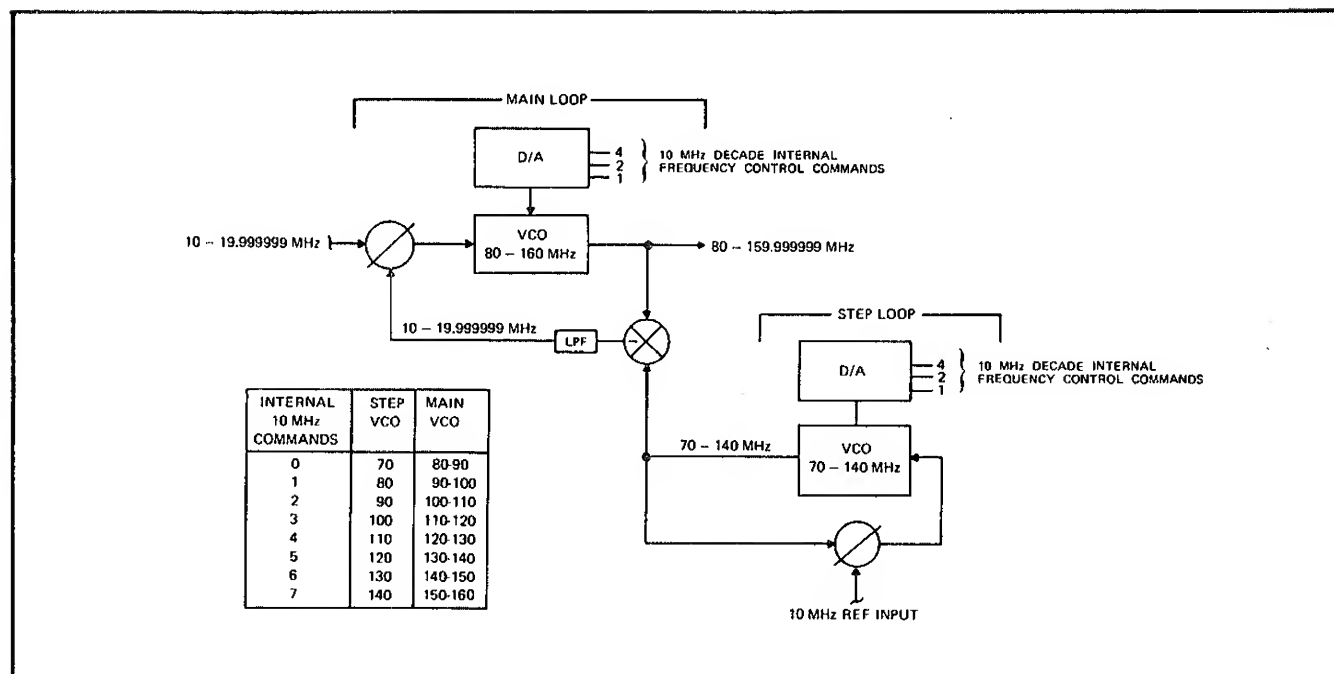 MAIN LOOP
D/A
4
2
1
10 MHz DECADE INTERNAL
FREQUENCY CONTROL COMMANDS
10 – 19.999999 MHz
VCO
80 – 160 MHz
80 – 159.999999 MHz
10 – 19.999999 MHz
LPF
STEP LOOP
D/A
4
2
1
10 MHz DECADE INTERNAL
FREQUENCY CONTROL COMMANDS
70 – 140 MHz
VCO
70 – 140 MHz
10 MHz REF INPUT
INTERNAL STEP MAIN
10 MHz VCO VCO
COMMANDS
0 70 80-90
1 80 90-100
2 90 100-110
3 100 110-120
4 110 120-130
5 120 130-140
6 130 140-150
7 140 150-160